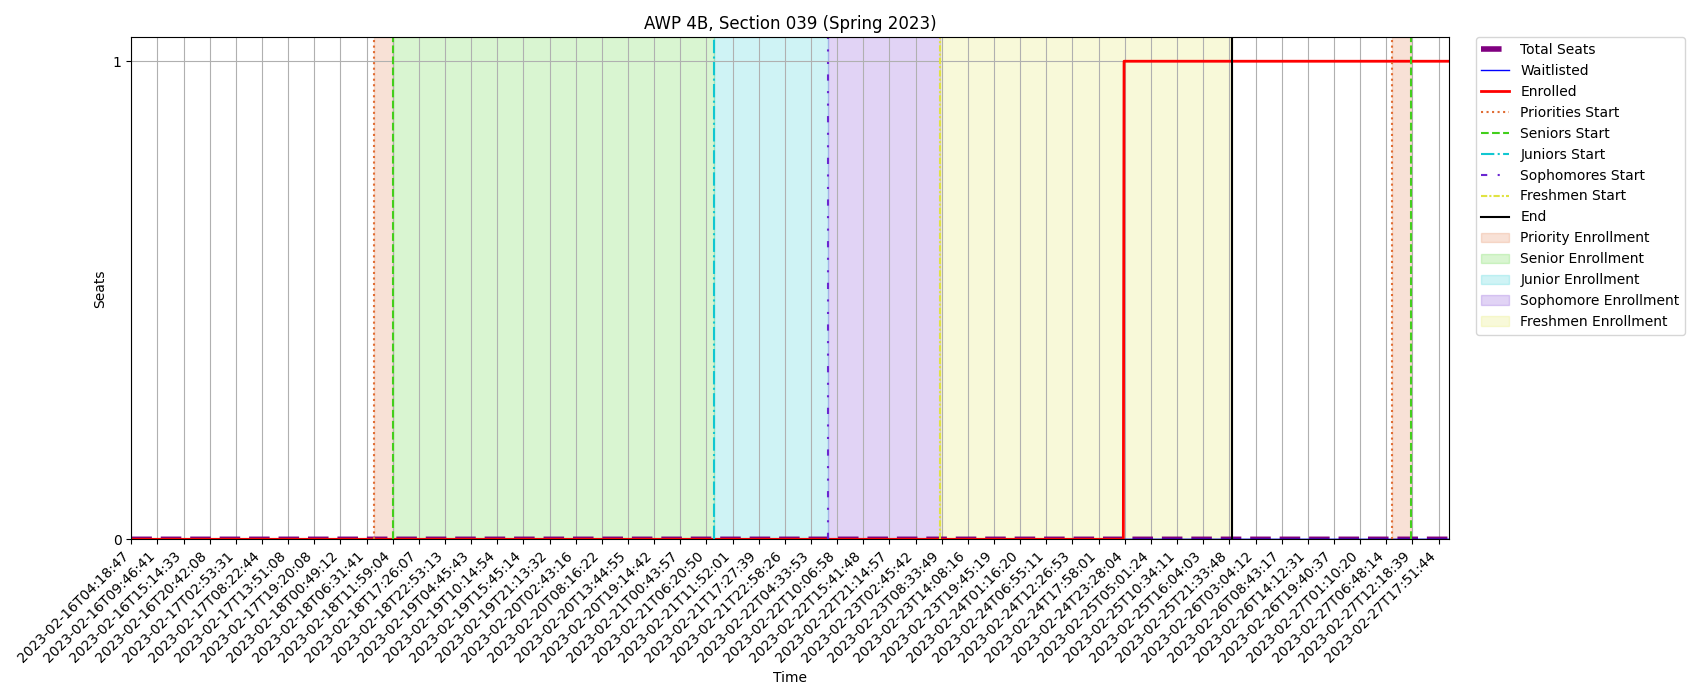 AWP 4B, Section 039 (Spring 2023)
1
0
Seats
2023-02-16T04:18:47
2023-02-16T09:46:41
2023-02-16T15:14:33
2023-02-16T20:42:08
2023-02-17T02:53:31
2023-02-17T08:22:44
2023-02-17T13:51:08
2023-02-17T19:20:08
2023-02-18T00:49:12
2023-02-18T06:31:41
2023-02-18T11:59:04
2023-02-18T17:26:07
2023-02-18T22:53:13
2023-02-19T04:45:43
2023-02-19T10:14:54
2023-02-19T15:45:14
2023-02-19T21:13:32
2023-02-20T02:43:16
2023-02-20T08:16:22
2023-02-20T13:44:55
2023-02-20T19:14:42
2023-02-21T00:43:57
2023-02-21T06:20:50
2023-02-21T11:52:01
2023-02-21T17:27:39
2023-02-21T22:58:26
2023-02-22T04:33:53
2023-02-22T10:06:58
2023-02-22T15:41:48
2023-02-22T21:14:57
2023-02-23T02:45:42
2023-02-23T08:33:49
2023-02-23T14:08:16
2023-02-23T19:45:19
2023-02-24T01:16:20
2023-02-24T06:55:11
2023-02-24T12:26:53
2023-02-24T17:58:01
2023-02-24T23:28:04
2023-02-25T05:01:24
2023-02-25T10:34:11
2023-02-25T16:04:03
2023-02-25T21:33:48
2023-02-26T03:04:12
2023-02-26T08:43:17
2023-02-26T14:12:31
2023-02-26T19:40:37
2023-02-27T01:10:20
2023-02-27T06:48:14
2023-02-27T12:18:39
2023-02-27T17:51:44
Time
Total Seats
Waitlisted
Enrolled
Priorities Start
Seniors Start
Juniors Start
Sophomores Start
Freshmen Start
End
Priority Enrollment
Senior Enrollment
Junior Enrollment
Sophomore Enrollment
Freshmen Enrollment